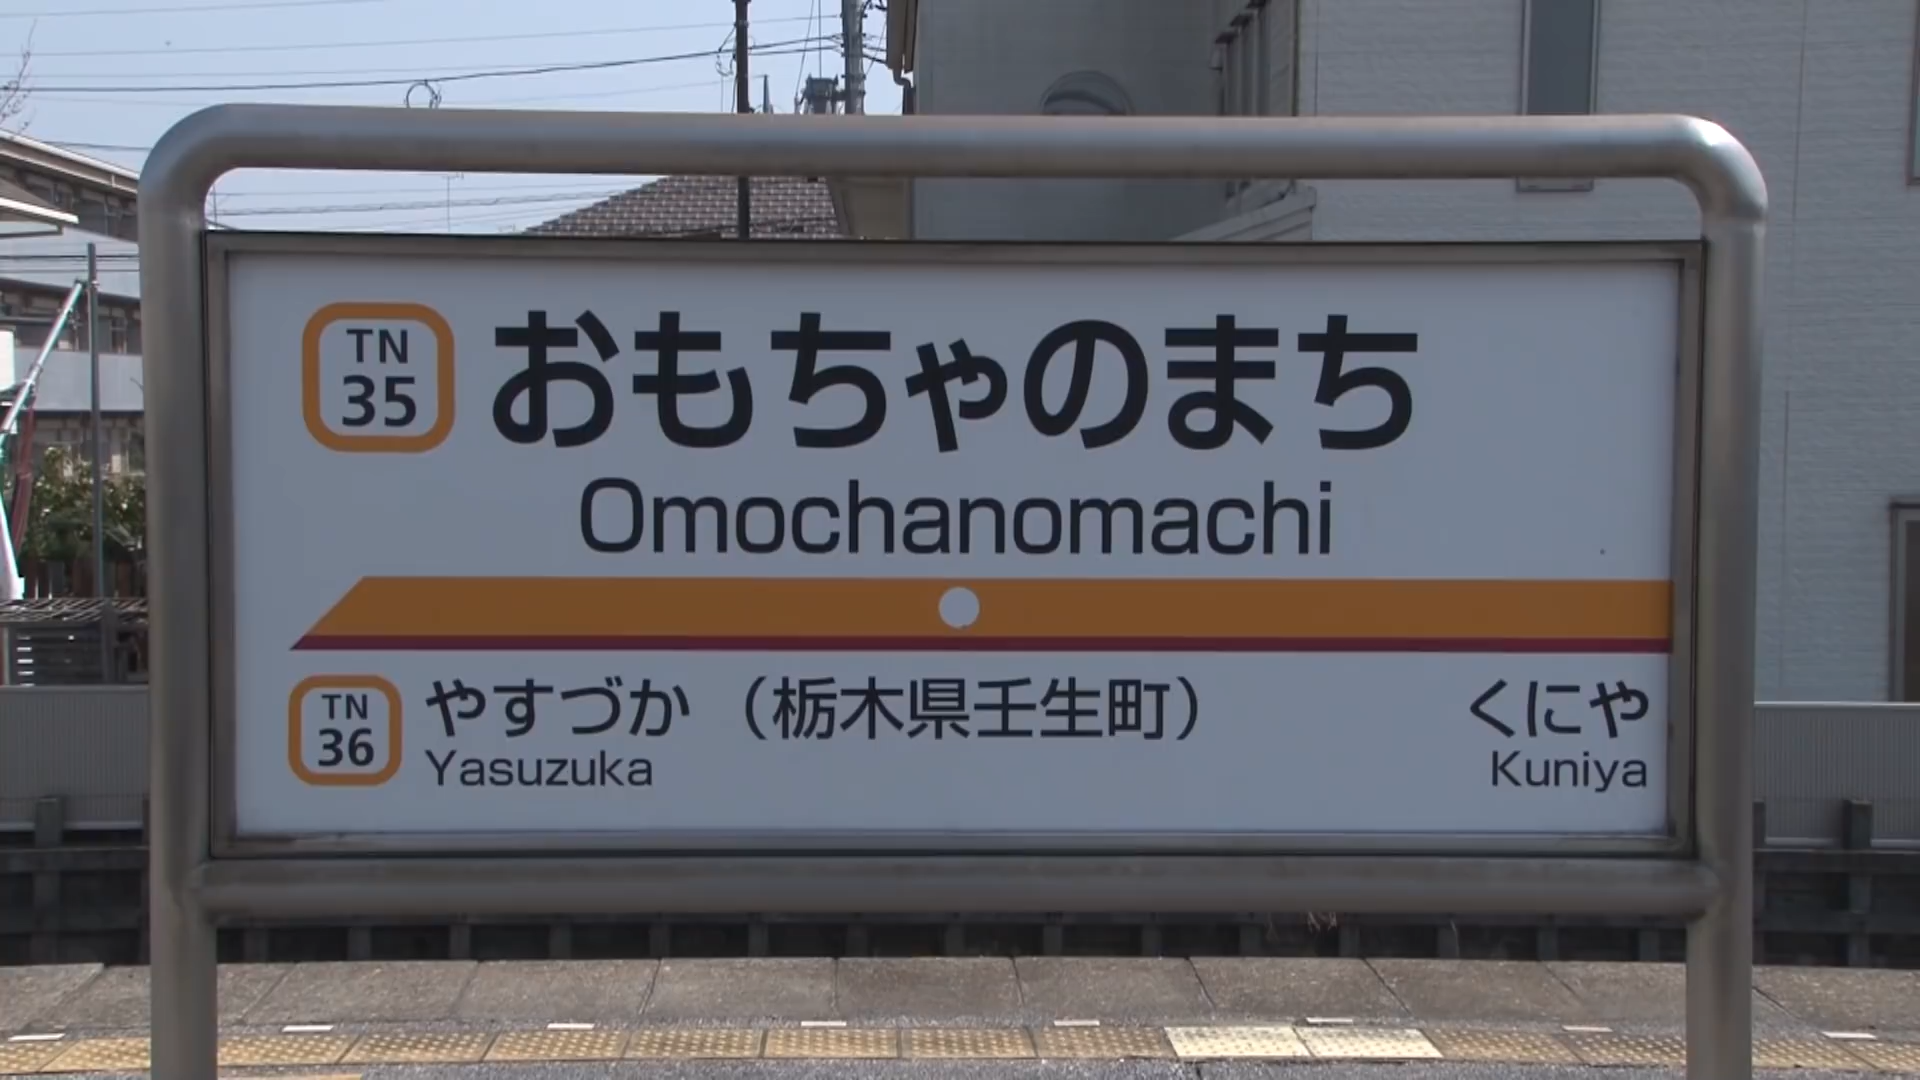 TN
35
おもちゃのまち
Omochanomachi
TN
36
やすづか（栃木県壬生町）
Yasuzuka
くにや
Kuniya